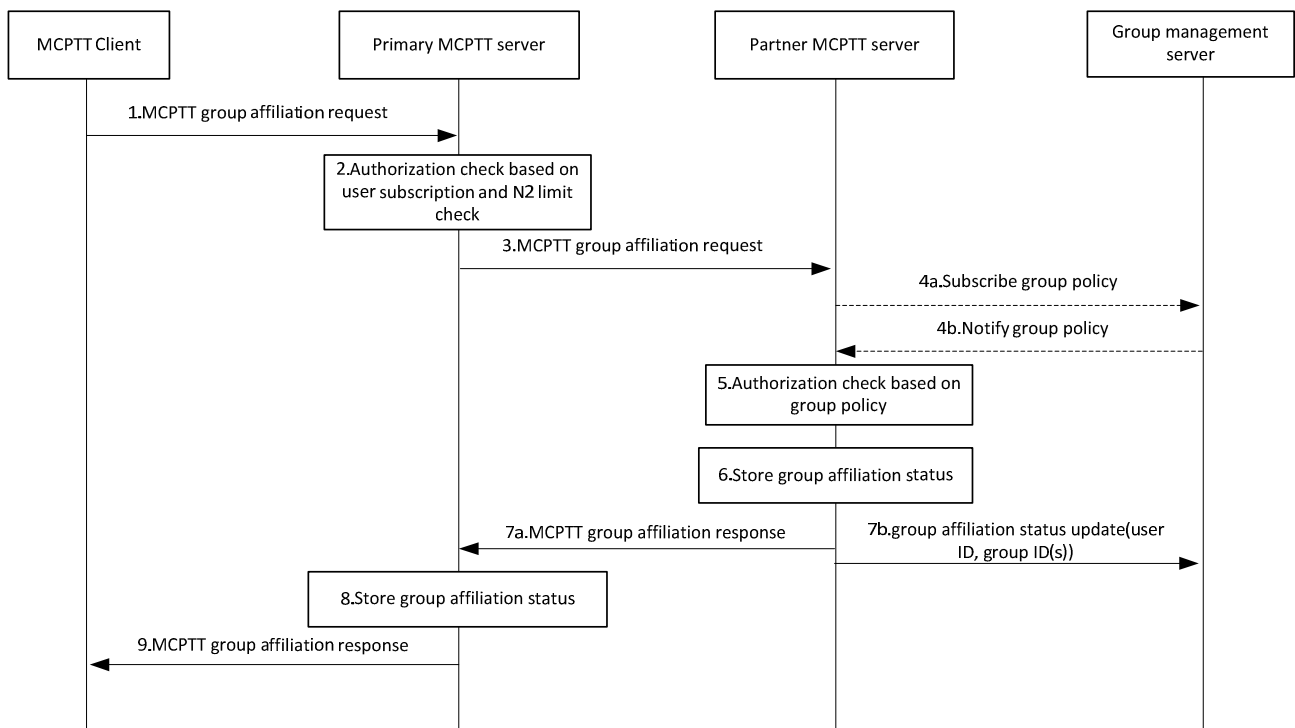 MCPTT Client
Primary MCPTT server
Partner MCPTT server
Group management
server
1.MCPTT group affiliation request
2.Authorization check based on
user subscription and N2 limit
check
3.MCPTT group affiliation request
4a.Subscribe group policy
4b.Notify group policy
5.Authorization check based on
group policy
6.Store group affiliation status
7a.MCPTT group affiliation response
7b.group affiliation status update(user
ID, group ID(s))
8.Store group affiliation status
9.MCPTT group affiliation response